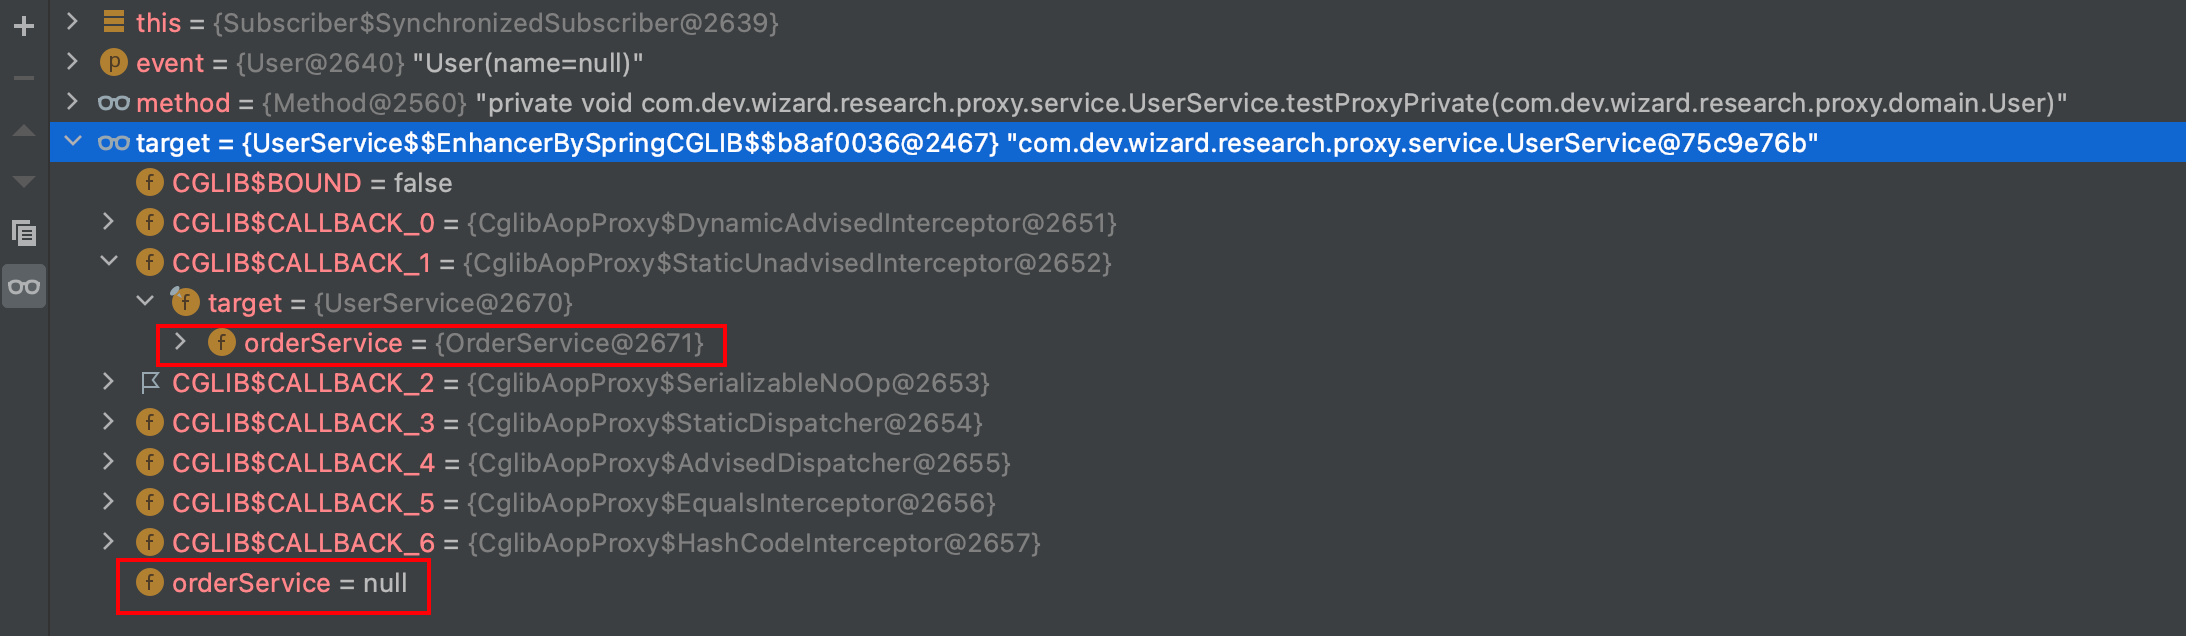 this = {Subscriber$SynchronizedSubscriber@2639}
p event = {User@2640} "User(name=null)"
method = {Method@2560} "private void com.dev.wizard.research.proxy.service.UserService.testProxyPrivate(com.dev.wizard.research.proxy.domain.User)"
target = {UserService$$EnhancerBySpringCGLIB$$b8af0036@2467} "com.dev.wizard.research.proxy.service.UserService@75c9e76b"
f CGLIB$BOUND = false
f CGLIB$CALLBACK_0 = {CglibAopProxy$DynamicAdvisedInterceptor@2651}
f CGLIB$CALLBACK_1 = {CglibAopProxy$StaticUnadvisedInterceptor@2652}
f target = {UserService@2670}
f orderService = {OrderService@2671}
CGLIB$CALLBACK_2 = {CglibAopProxy$SerializableNoOp@2653}
f CGLIB$CALLBACK_3 = {CglibAopProxy$StaticDispatcher@2654}
f CGLIB$CALLBACK_4 = {CglibAopProxy$AdvisedDispatcher@2655}
f CGLIB$CALLBACK_5 = {CglibAopProxy$EqualsInterceptor@2656}
f CGLIB$CALLBACK_6 = {CglibAopProxy$HashCodeInterceptor@2657}
f orderService = null